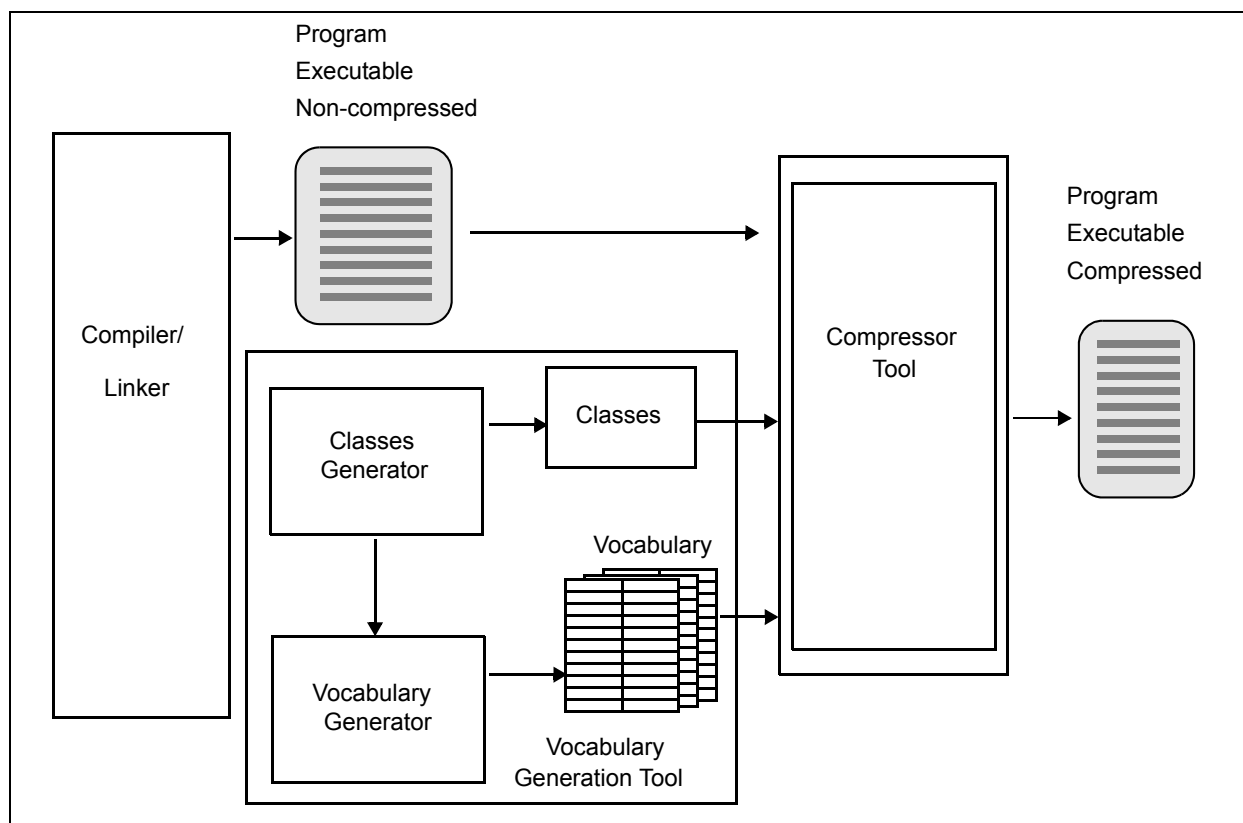 Program
Executable
Non-compressed
Program
Executable
Compressed
Compiler/
Linker
Compressor
Tool
Classes
Generator
Classes
Vocabulary
Vocabulary
Generator
Vocabulary
Generation Tool